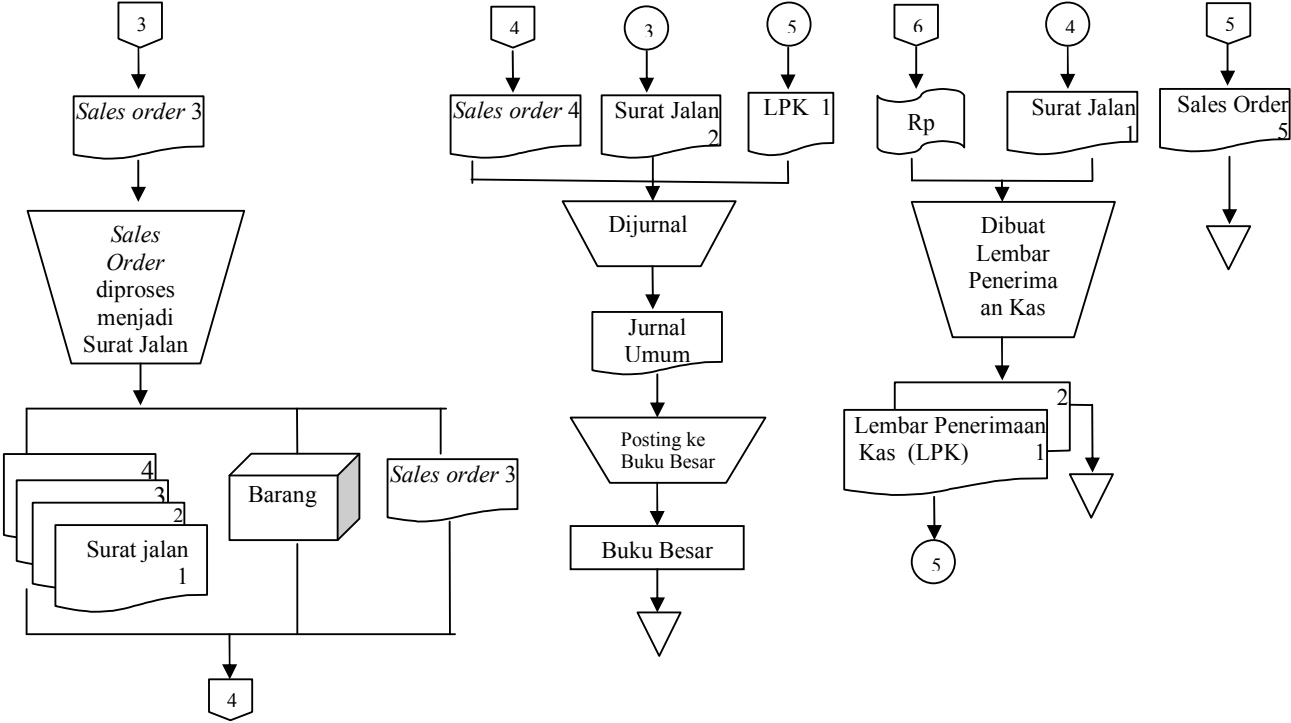 3
Sales order 3
Sales
Order
diproses
menjadi
Surat Jalan
4
3
2
Surat jalan
1
Barang
Sales order 3
4
4
3
5
Sales order 4
Surat Jalan
2
LPK 1
Dijurnal
Jurnal
Umum
Posting ke
Buku Besar
Buku Besar
6
4
Rp
Surat Jalan
1
Dibuat
Lembar
Penerima
an Kas
2
Lembar Penerimaan
Kas (LPK) 1
5
5
Sales Order
5